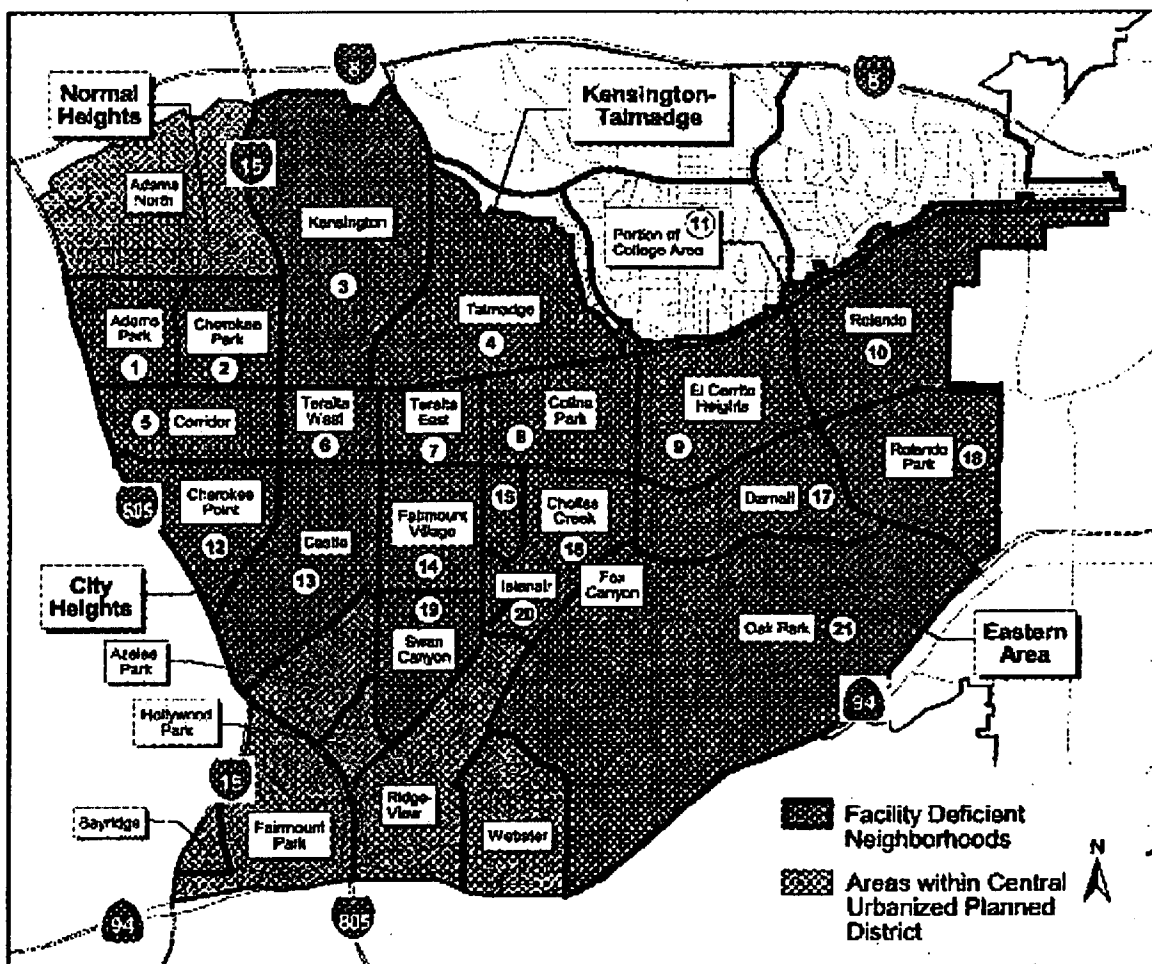 8
Normal
Heights
Kensington-
Talmadge
8
15
Adams
North
Kensington
11
Portion of
College Area
3
Talmadge
4
Rolando
10
Adams
Park
1
Cherokee
Park
2
El Cerrito
Heights
9
5 Corridor
Teralta
West
6
Teralta
East
7
Colina
Park
8
Rolando
Park
18
805
Cherokee
Point
12
Fairmount
Village
14
15
Chollas
Creek
16
Darnall 17
Castle
13
City
Heights
Islenair
20
Fox
Canyon
19
Swan
Canyon
Oak Park 21
Eastern
Area
Azalea
Park
94
Hollywood
Park
15
Ridge-
View
Bayridge
Fairmount
Park
Webster
Facility Deficient
Neighborhoods
N
Areas within Central
Urbanized Planned
District
94
805